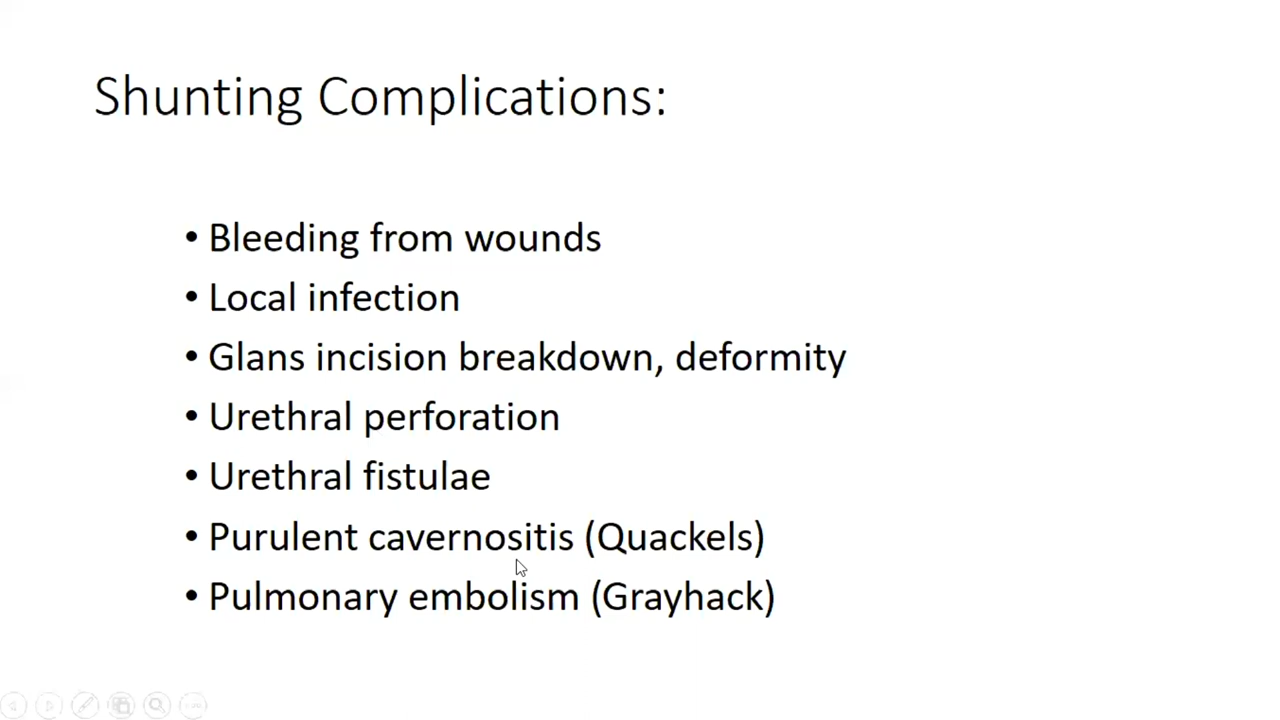 Shunting Complications:
• Bleeding from wounds
• Local infection
• Glans incision breakdown, deformity
• Urethral perforation
• Urethral fistulae
• Purulent cavernositis (Quackels)
• Pulmonary embolism (Grayhack)